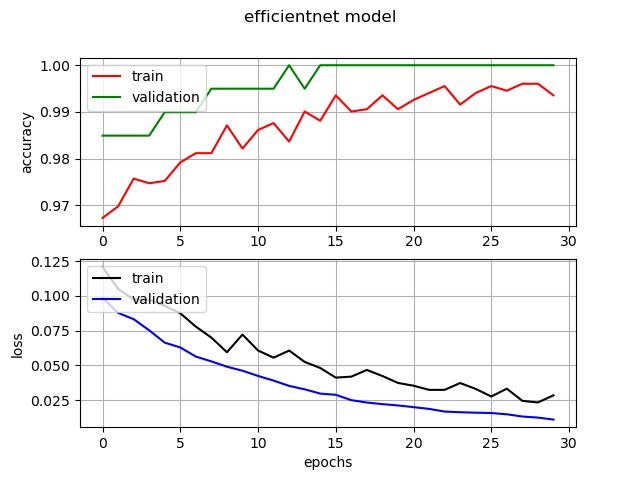 efficientnet model
1.00
0.99
0.98
0.97
accuracy
train
validation
0 5 10 15 20 25 30
0.125
0.100
0.075
0.050
0.025
loss
train
validation
0 5 10 15 20 25 30
epochs